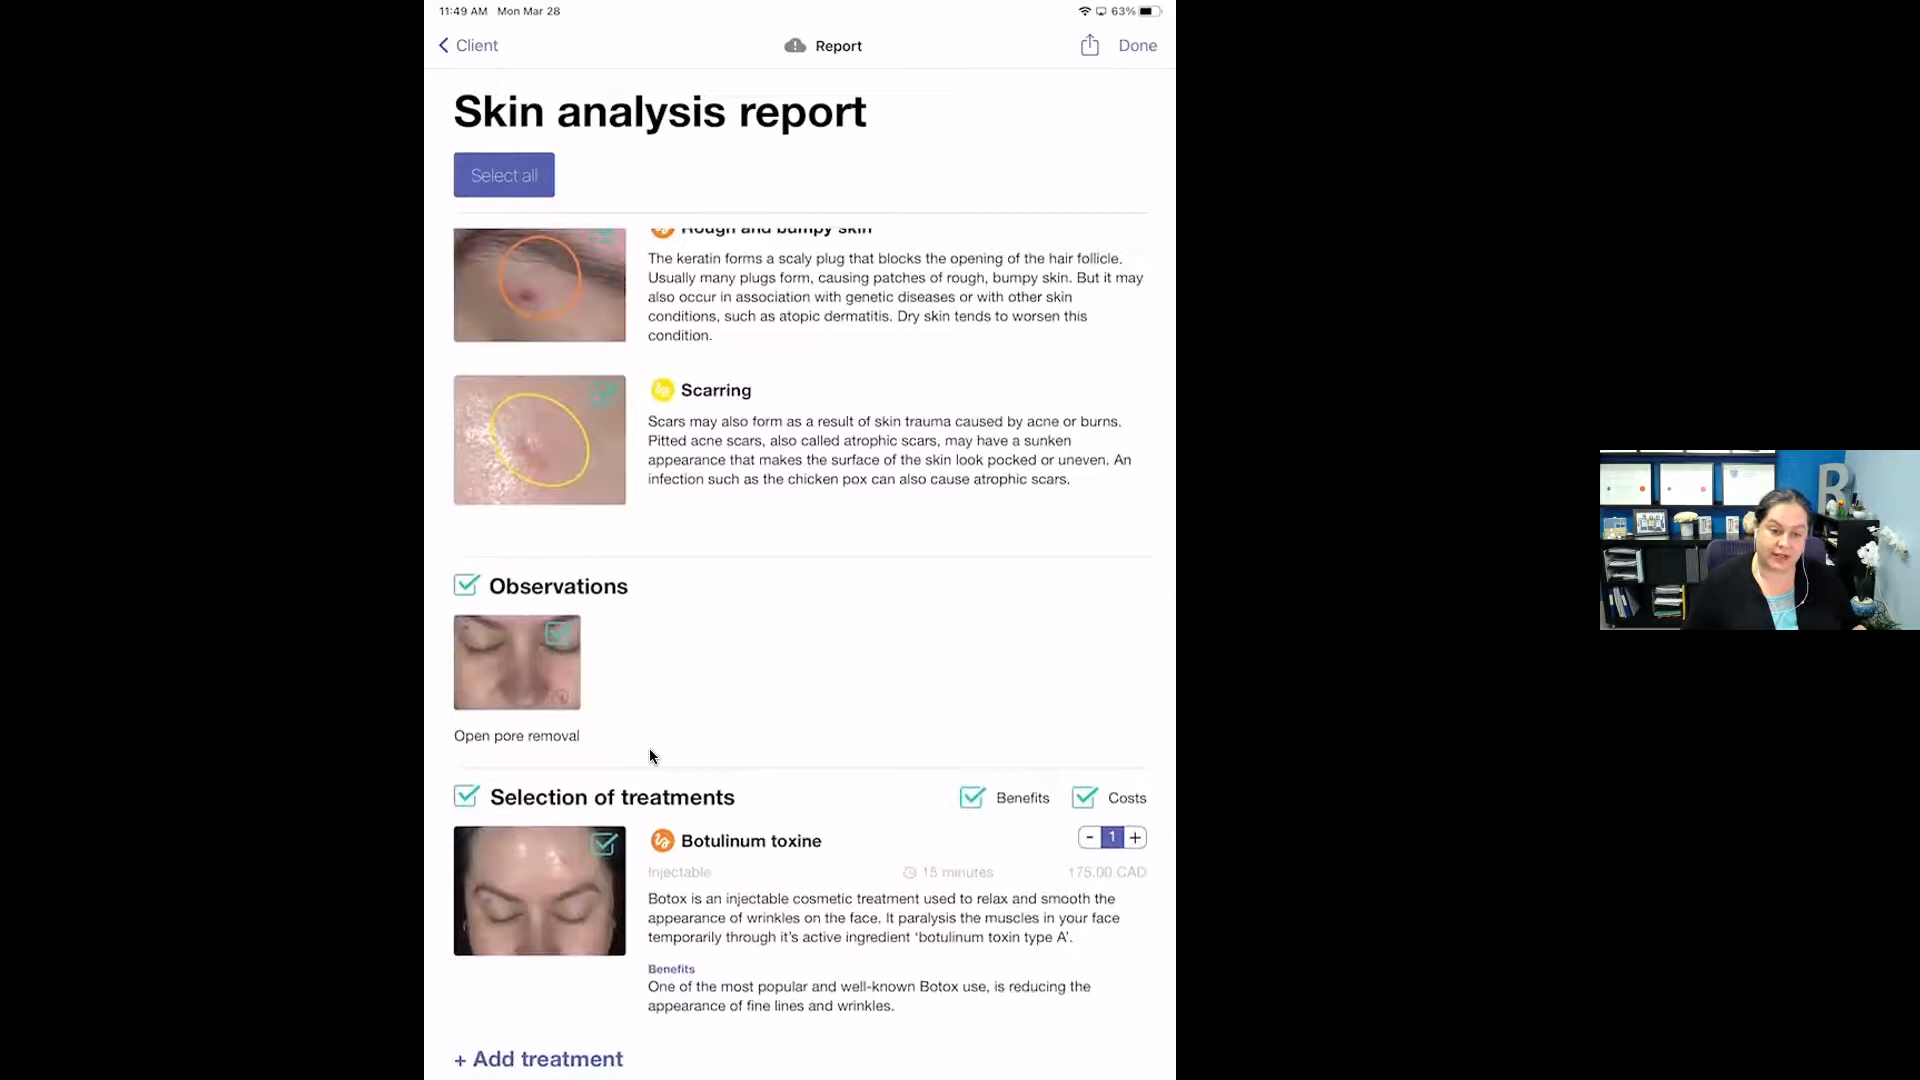 11:49 AM Mon Mar 28
63%
Client
Report
Done
Skin analysis report
Select all
Rough and bumpy skin
The keratin forms a scaly plug that blocks the opening of the hair follicle.
Usually many plugs form, causing patches of rough, bumpy skin. But it may
also occur in association with genetic diseases or with other skin
conditions, such as atopic dermatitis. Dry skin tends to worsen this
condition.
Scarring
Scars may also form as a result of skin trauma caused by acne or burns.
Pitted acne scars, also called atrophic scars, may have a sunken
appearance that makes the surface of the skin look pocked or uneven. An
infection such as the chicken pox can also cause atrophic scars.
Observations
Open pore removal
Selection of treatments
Benefits
Costs
Botulinum toxine
- 1 +
Injectable
15 minutes
175.00 CAD
Botox is an injectable cosmetic treatment used to relax and smooth the
appearance of wrinkles on the face. It paralysis the muscles in your face
temporarily through it's active ingredient 'botulinum toxin type A'.
Benefits
One of the most popular and well-known Botox use, is reducing the
appearance of fine lines and wrinkles.
+ Add treatment
R